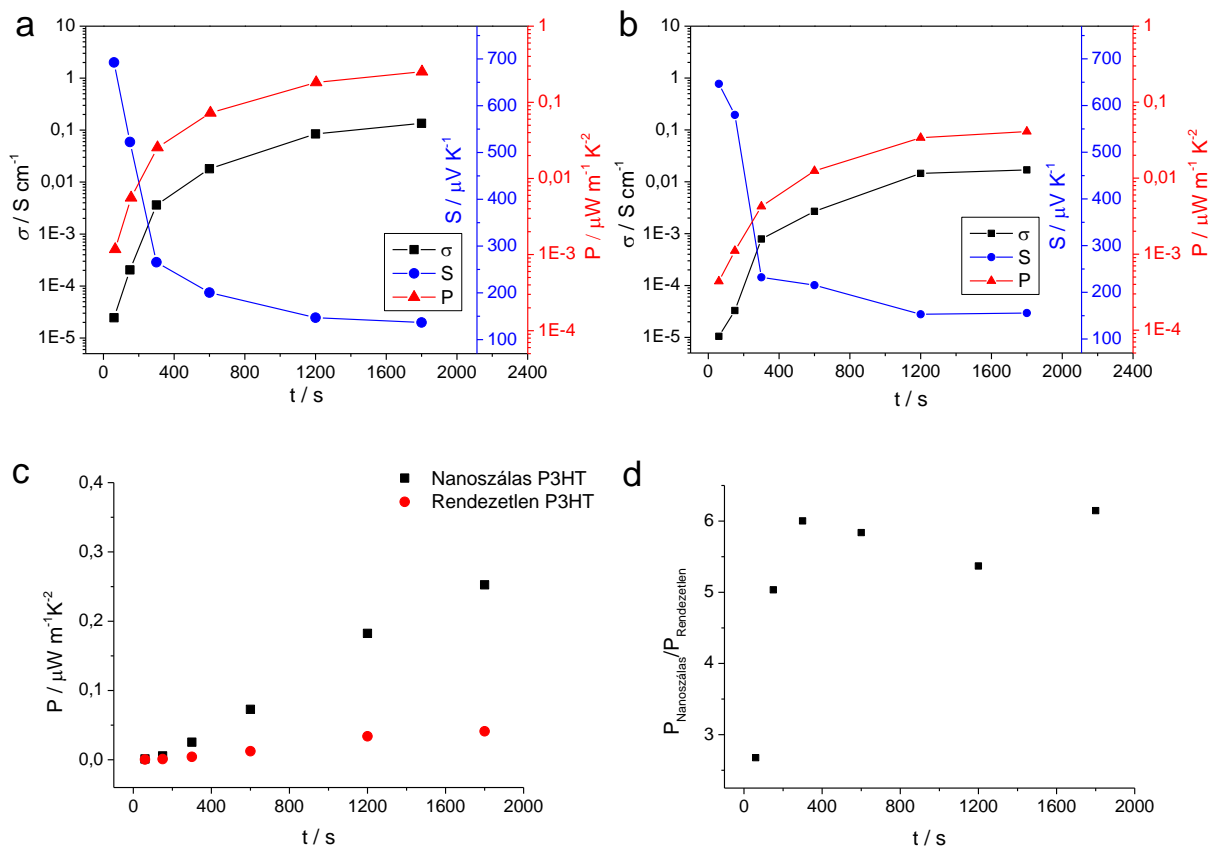 a
10
1
0,1
0,01
1E-3
1E-4
1E-5
σ / S cm-1
0 400 800 1200 1600 2000 2400
t / s
700
600
500
400
300
200
100
S / μV K-1
1
0,1
0,01
1E-3
1E-4
P / μW m-1 K-2
σ
S
P
b
10
1
0,1
0,01
1E-3
1E-4
1E-5
σ / S cm-1
0 400 800 1200 1600 2000 2400
t / s
700
600
500
400
300
200
100
S / μV K-1
1
0,1
0,01
1E-3
1E-4
P / μW m-1 K-2
σ
S
P
c
0,4
0,3
0,2
0,1
0,0
P / μW m-1K-2
Nanoszálas P3HT
Rendezetlen P3HT
0 400 800 1200 1600 2000
t / s
d
6
5
4
3
PNanoszálas/PRendezetlen
0 400 800 1200 1600 2000
t / s